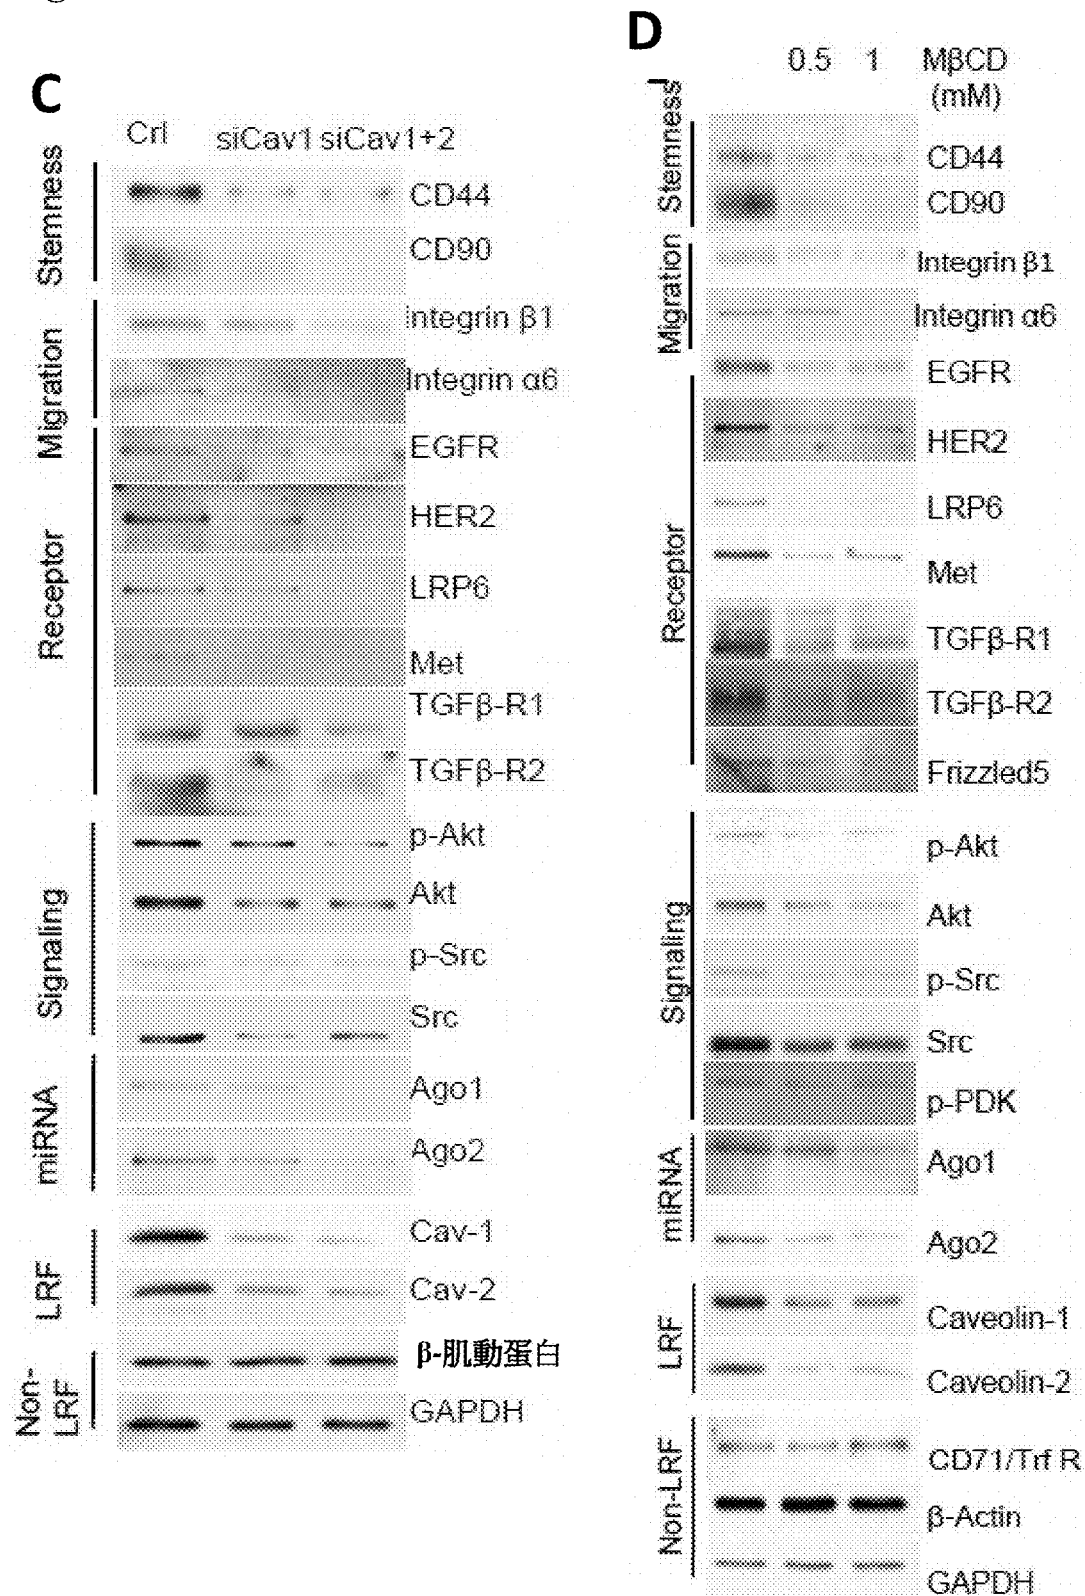 C
Crl siCav1 siCav1+2
Stemness
CD44
CD90
Migration
integrin β1
Integrin α6
Receptor
EGFR
HER2
LRP6
Met
TGFβ-R1
TGFβ-R2
Signaling
p-Akt
Akt
p-Src
Src
miRNA
Ago1
Ago2
LRF
Cav-1
Cav-2
Non-
LRF
β-肌動蛋白
GAPDH
D
0.5 1 MβCD
(mM)
Stemness
CD44
CD90
Migration
Integrin β1
Integrin α6
Receptor
EGFR
HER2
LRP6
Met
TGFβ-R1
TGFβ-R2
Frizzled5
Signaling
p-Akt
Akt
p-Src
Src
p-PDK
miRNA
Ago1
Ago2
LRF
Caveolin-1
Caveolin-2
Non-LRF
CD71/Trf R
β-Actin
GAPDH